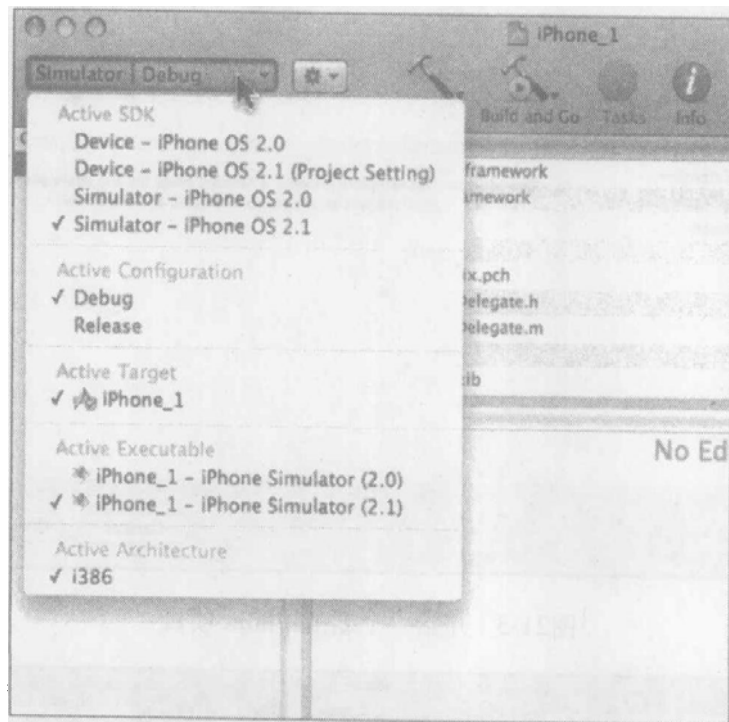 iPhone_1
Simulator | Debug
Build and Go
Tasks
Info
Active SDK
Device – iPhone OS 2.0
Device – iPhone OS 2.1 (Project Setting)
Simulator – iPhone OS 2.0
✓ Simulator – iPhone OS 2.1
Active Configuration
✓ Debug
Release
Active Target
✓ iPhone_1
Active Executable
iPhone_1 – iPhone Simulator (2.0)
✓ iPhone_1 – iPhone Simulator (2.1)
Active Architecture
✓ i386
framework
mework
ix.pch
Delegate.h
Delegate.m
xib
No Ed